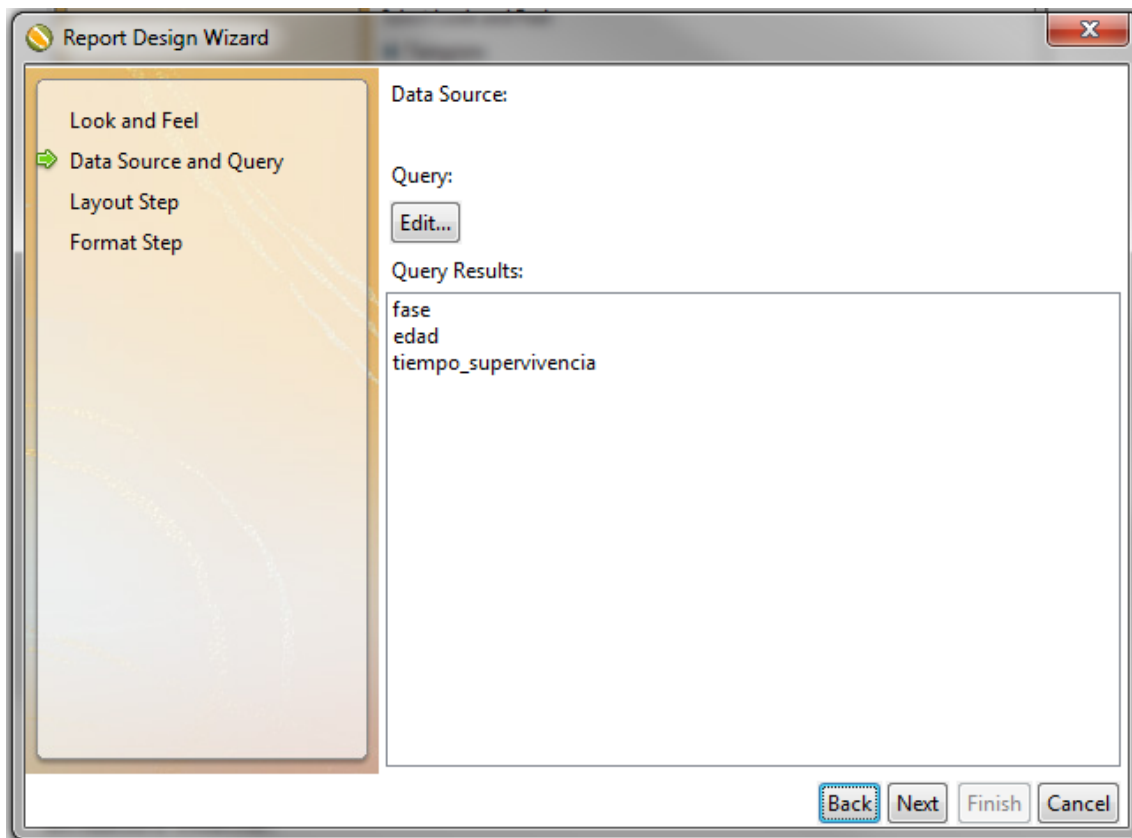 Report Design Wizard
Look and Feel
Data Source and Query
Layout Step
Format Step
Data Source:
Query:
Edit...
Query Results:
fase
edad
tiempo_supervivencia
Back Next Finish Cancel